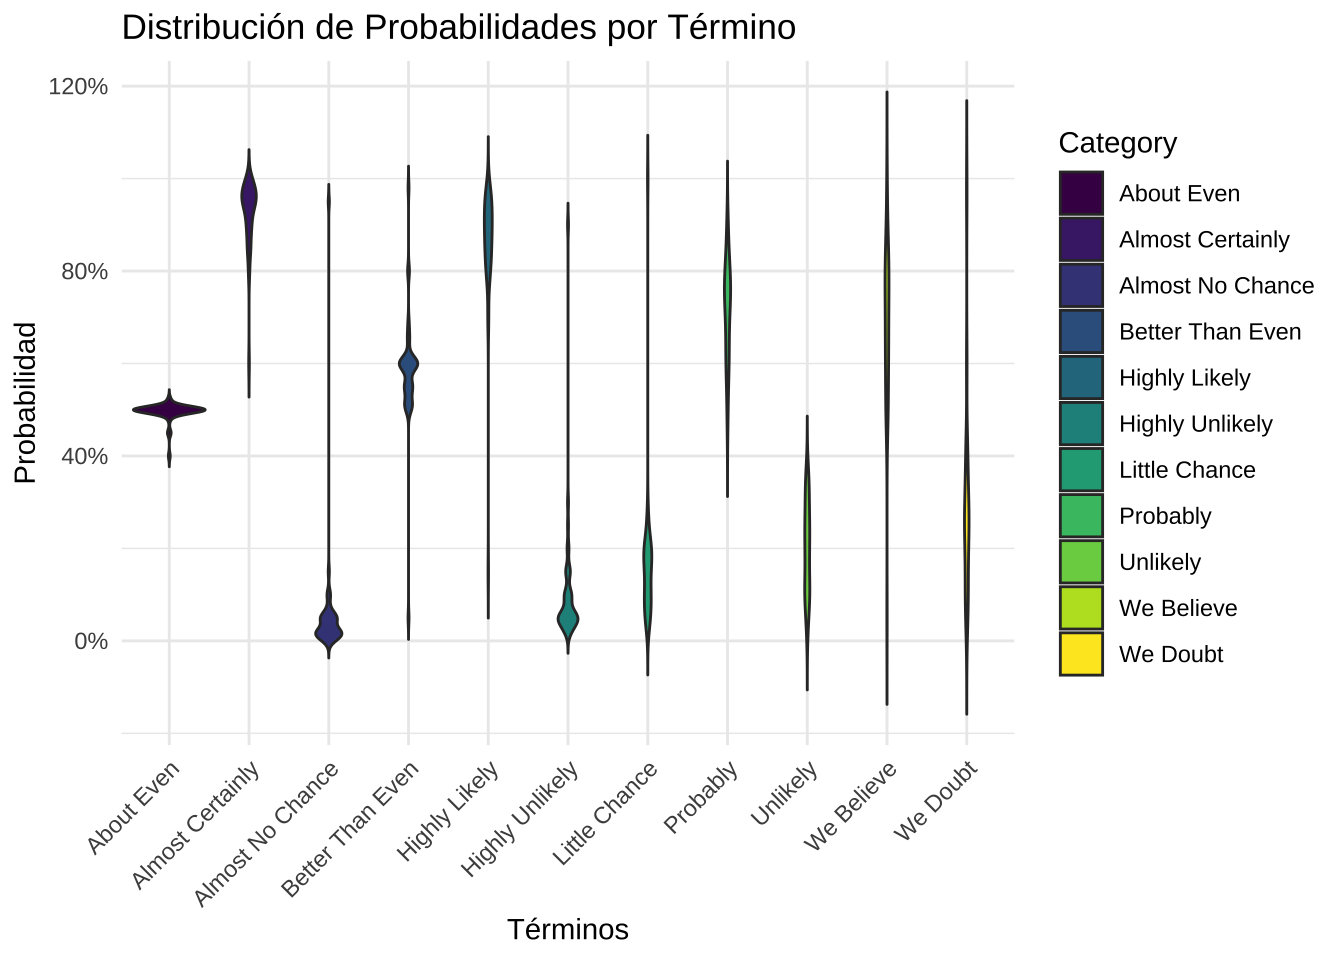 Distribución de Probabilidades por Término
120%
80%
40%
0%
Probabilidad
About Even
Almost Certainly
Almost No Chance
Better Than Even
Highly Likely
Highly Unlikely
Little Chance
Probably
Unlikely
We Believe
We Doubt
Términos
Category
About Even
Almost Certainly
Almost No Chance
Better Than Even
Highly Likely
Highly Unlikely
Little Chance
Probably
Unlikely
We Believe
We Doubt